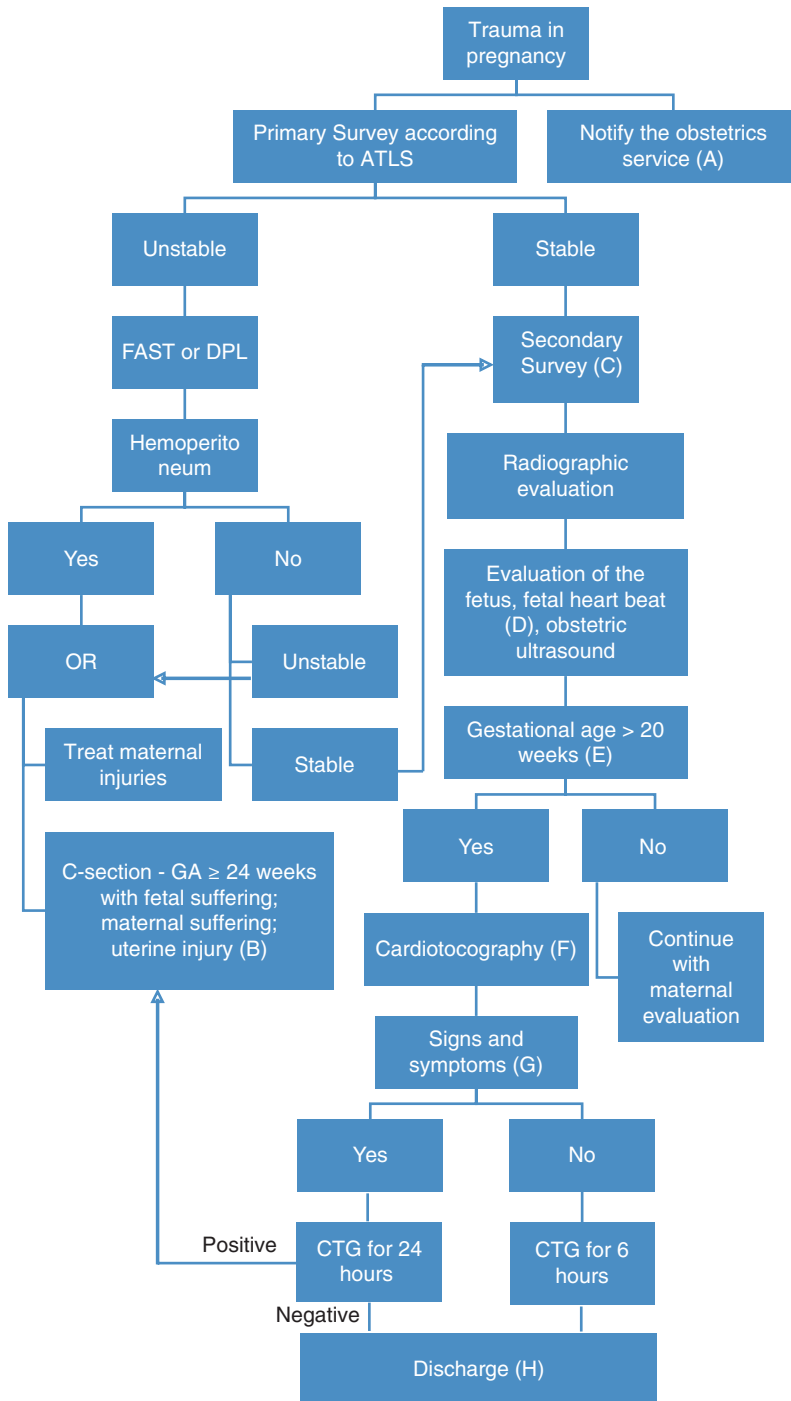 Trauma in
pregnancy
Primary Survey according
to ATLS
Notify the obstetrics
service (A)
Unstable
Stable
FAST or DPL
Secondary
Survey (C)
Hemoperito
neum
Radiographic
evaluation
Yes
No
Evaluation of the
fetus, fetal heart beat
(D), obstetric
ultrasound
OR
Unstable
Treat maternal
injuries
Stable
Gestational age > 20
weeks (E)
C-section - GA ≥ 24 weeks
with fetal suffering;
maternal suffering;
uterine injury (B)
Yes
No
Cardiotocography (F)
Continue
with
maternal
evaluation
Signs and
symptoms (G)
Yes
No
Positive
CTG for 24
hours
CTG for 6
hours
Negative
Discharge (H)